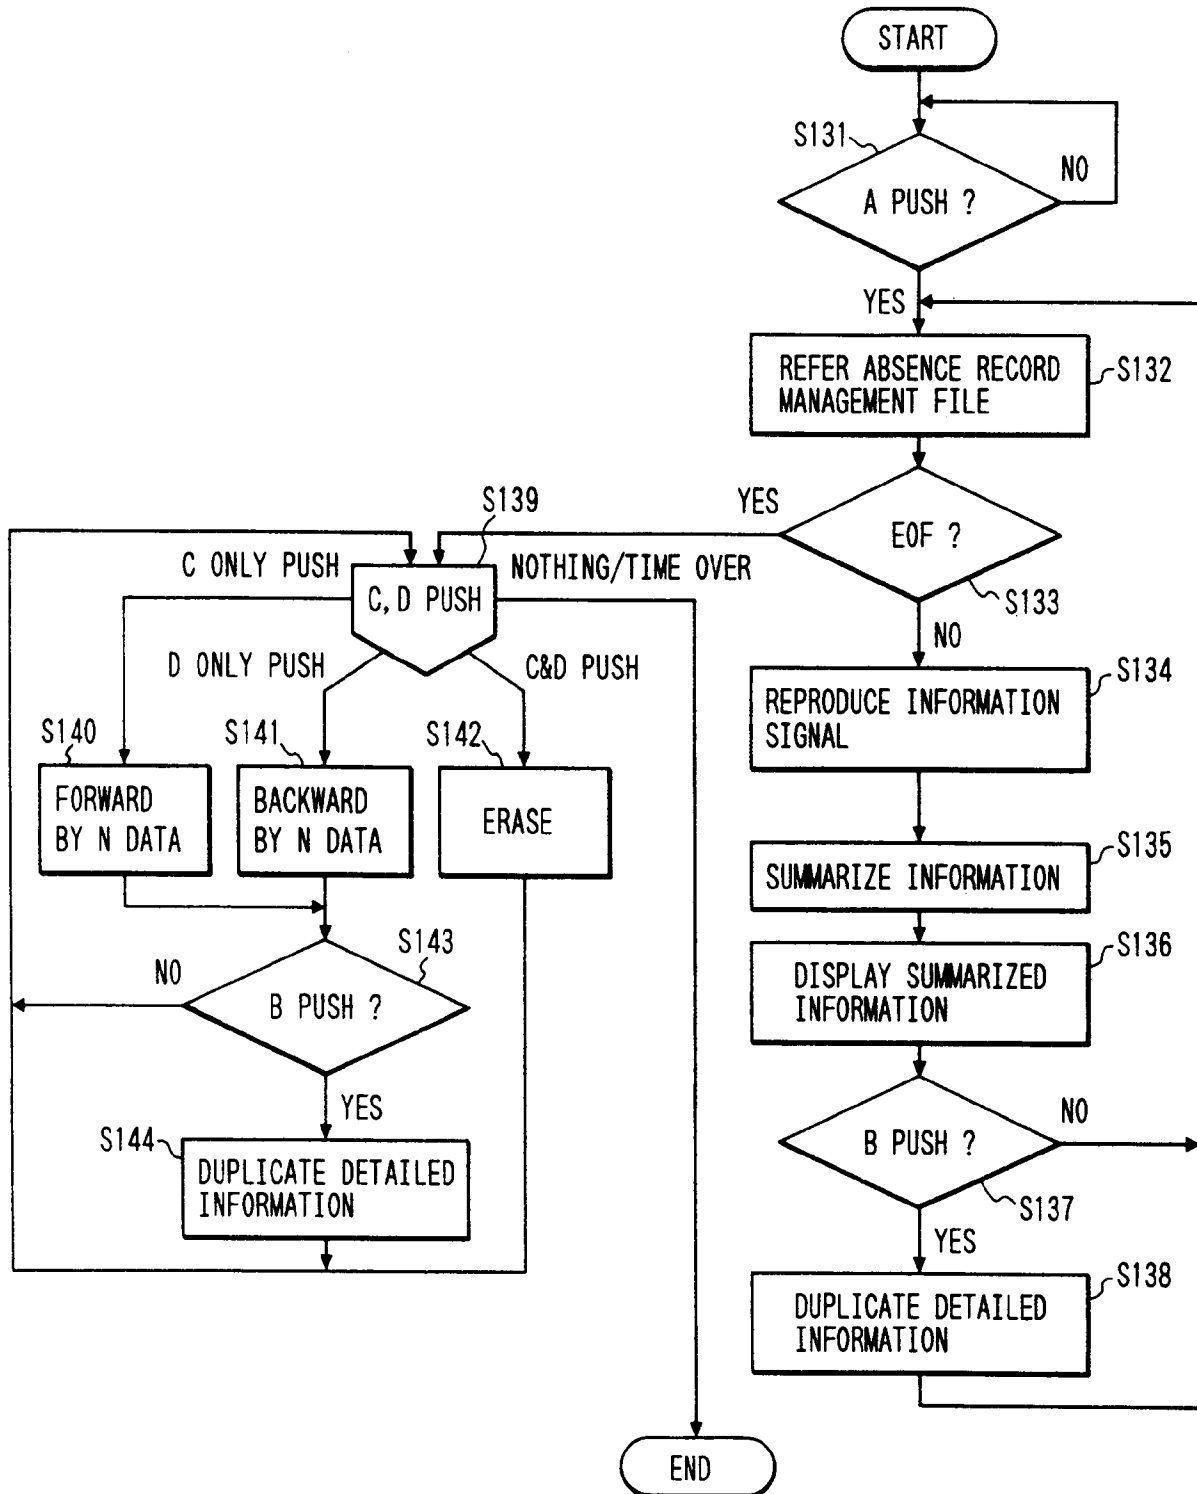 START
S131
NO
A PUSH ?
YES
REFER ABSENCE RECORD
MANAGEMENT FILE
S132
YES
EOF ?
S133
NO
S139
C ONLY PUSH
NOTHING/TIME OVER
C, D PUSH
D ONLY PUSH
C&D PUSH
S134
REPRODUCE INFORMATION
SIGNAL
S140
S141
S142
FORWARD
BY N DATA
BACKWARD
BY N DATA
ERASE
S135
SUMMARIZE INFORMATION
S136
DISPLAY SUMMARIZED
INFORMATION
S143
NO
B PUSH ?
YES
S144
DUPLICATE DETAILED
INFORMATION
NO
B PUSH ?
S137
YES
S138
DUPLICATE DETAILED
INFORMATION
END